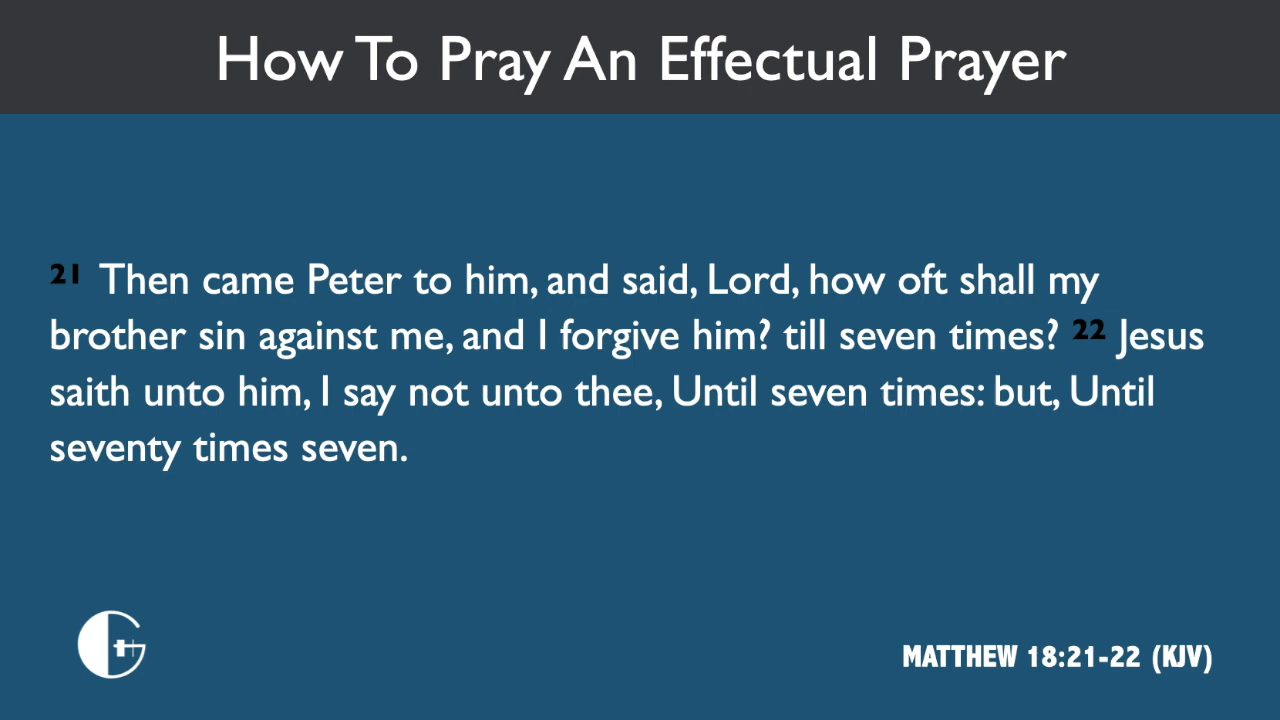 How To Pray An Effectual Prayer
21 Then came Peter to him, and said, Lord, how oft shall my
brother sin against me, and I forgive him? till seven times? 22 Jesus
saith unto him, I say not unto thee, Until seven times: but, Until
seventy times seven.
MATTHEW 18:21-22 (KJV)